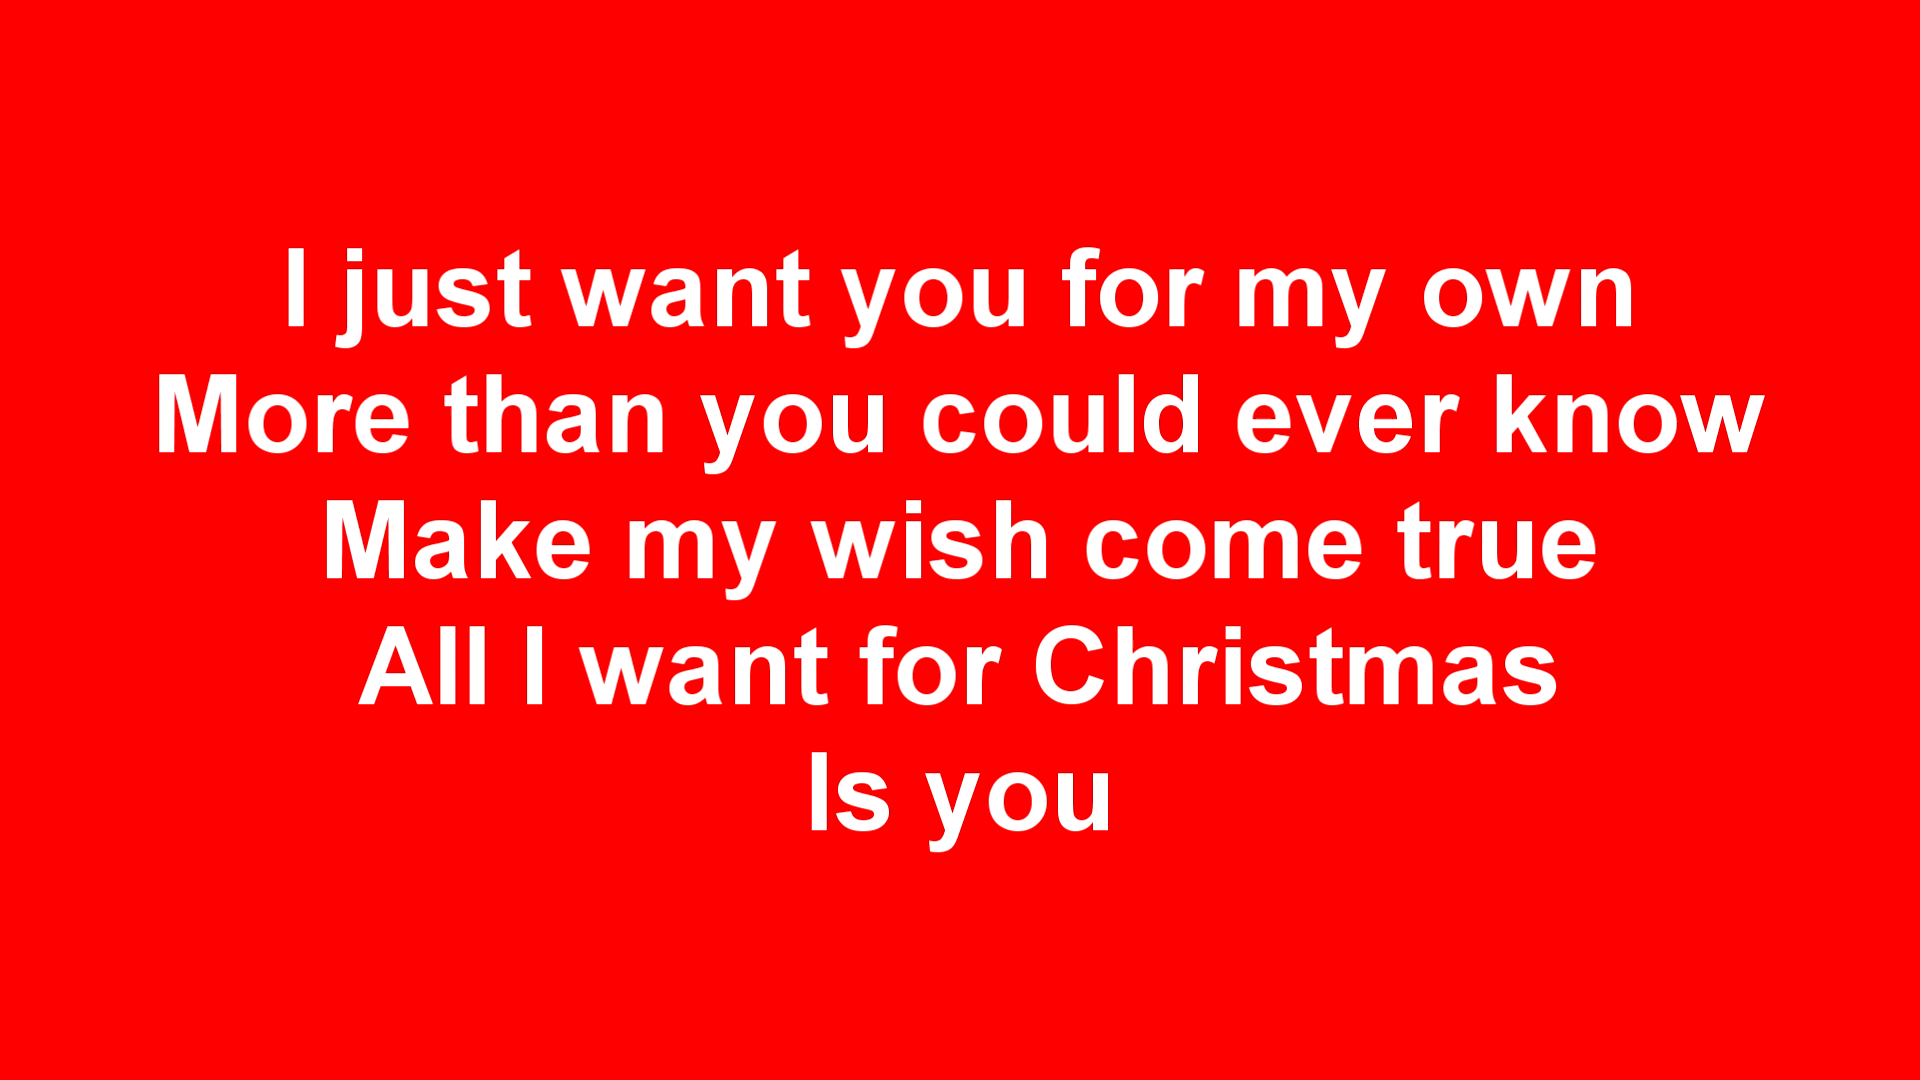 I just want you for my own
More than you could ever know
Make my wish come true
All I want for Christmas
Is you